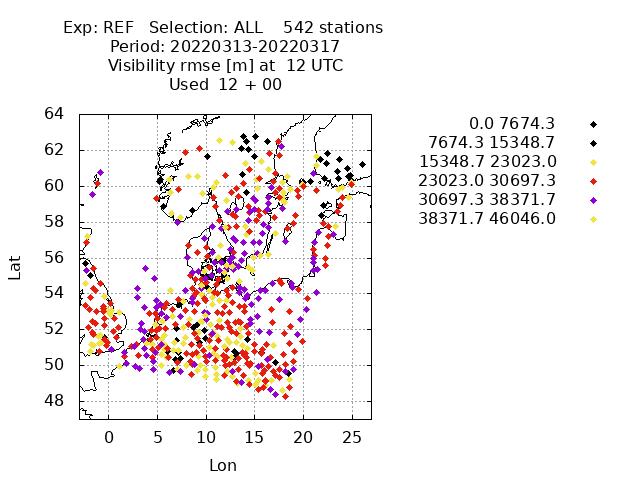 Exp: REF   Selection: ALL    542 stations
Period: 20220313-20220317
Visibility rmse [m] at  12 UTC
Used  12 + 00
0.0 7674.3
7674.3 15348.7
15348.7 23023.0
23023.0 30697.3
30697.3 38371.7
38371.7 46046.0
64
62
60
58
56
54
52
50
48
Lat
0 5 10 15 20 25
Lon